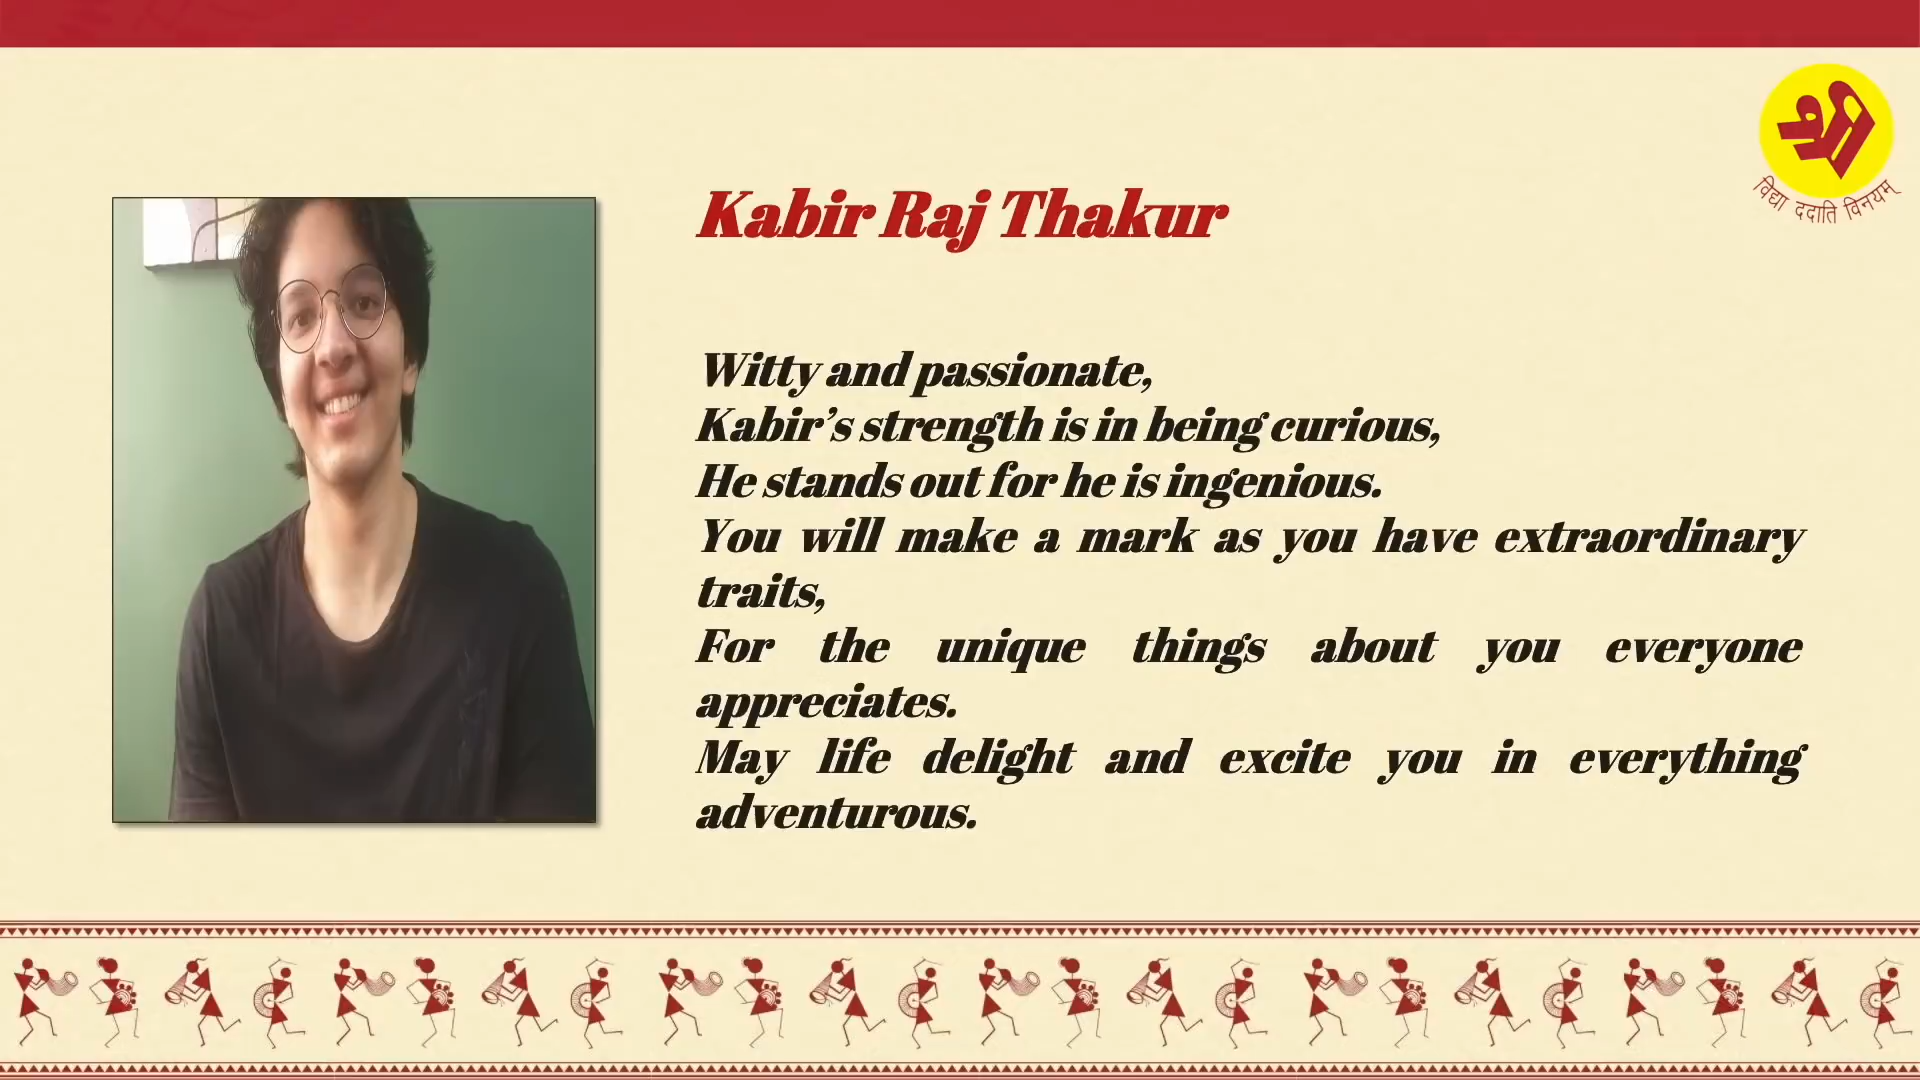 श्री
विद्या ददाति विनयम्
Kabir Raj Thakur
Witty and passionate,
Kabir’s strength is in being curious,
He stands out for he is ingenious.
You will make a mark as you have extraordinary
traits,
For the unique things about you everyone
appreciates.
May life delight and excite you in everything
adventurous.